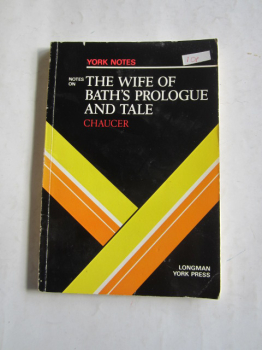 YORK NOTES
NOTES
ON
THE WIFE OF
BATH'S PROLOGUE
AND TALE
CHAUCER
LONGMAN
YORK PRESS